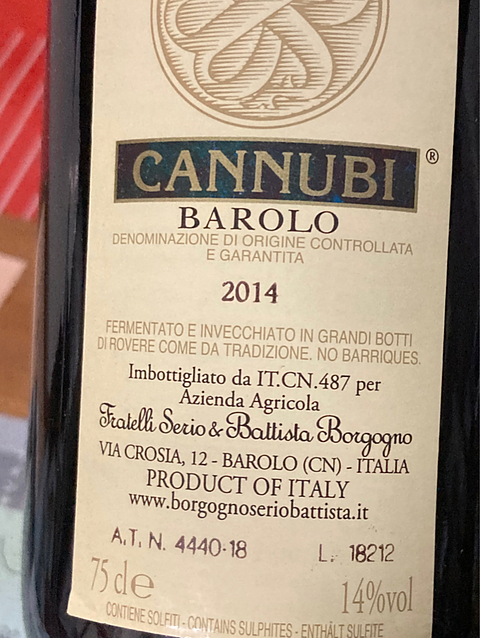 CANNUBI ®
BAROLO
DENOMINAZIONE DI ORIGINE CONTROLLATA
E GARANTITA
2014
FERMENTATO E INVECCHIATO IN GRANDI BOTTI
DI ROVERE COME DA TRADIZIONE. NO BARRIQUES.
Imbottigliato da IT.CN.487 per
Azienda Agricola
Fratelli Serio & Battista Borgogno
VIA CROSIA, 12 - BAROLO (CN) - ITALIA
PRODUCT OF ITALY
www.borgognoseriobattista.it
A.T. N. 4440-18 L. 18212
75 cl e 14%vol
CONTIENE SOLFITI - CONTAINS SULPHITES - ENTHÄLT SULFITE